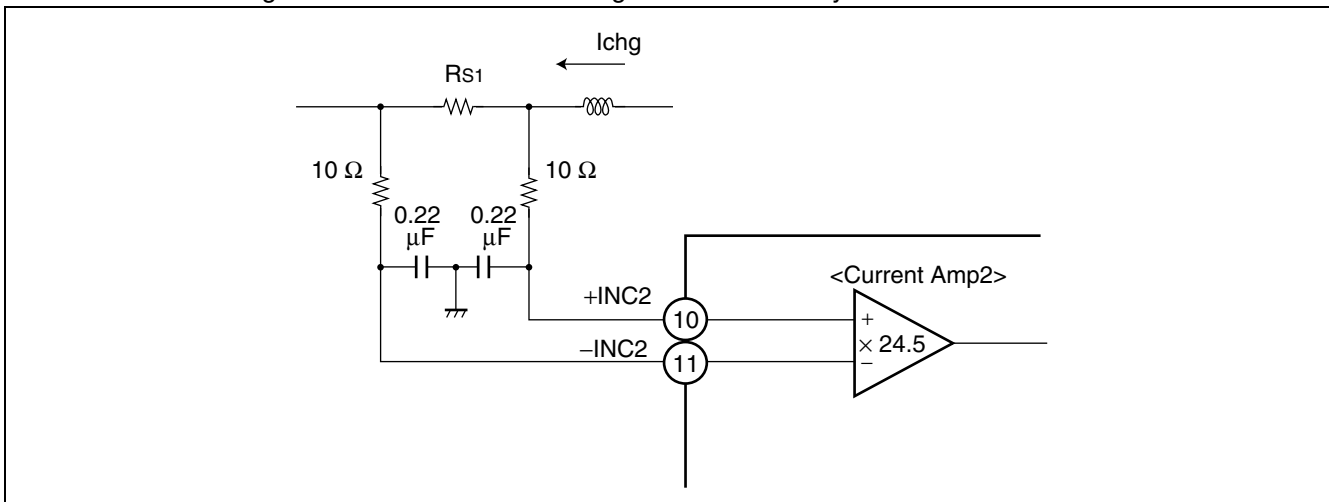 Ichg
RS1
10 Ω
10 Ω
0.22
μF
0.22
μF
<Current Amp2>
+INC2
10
+
× 24.5
−INC2
11
−